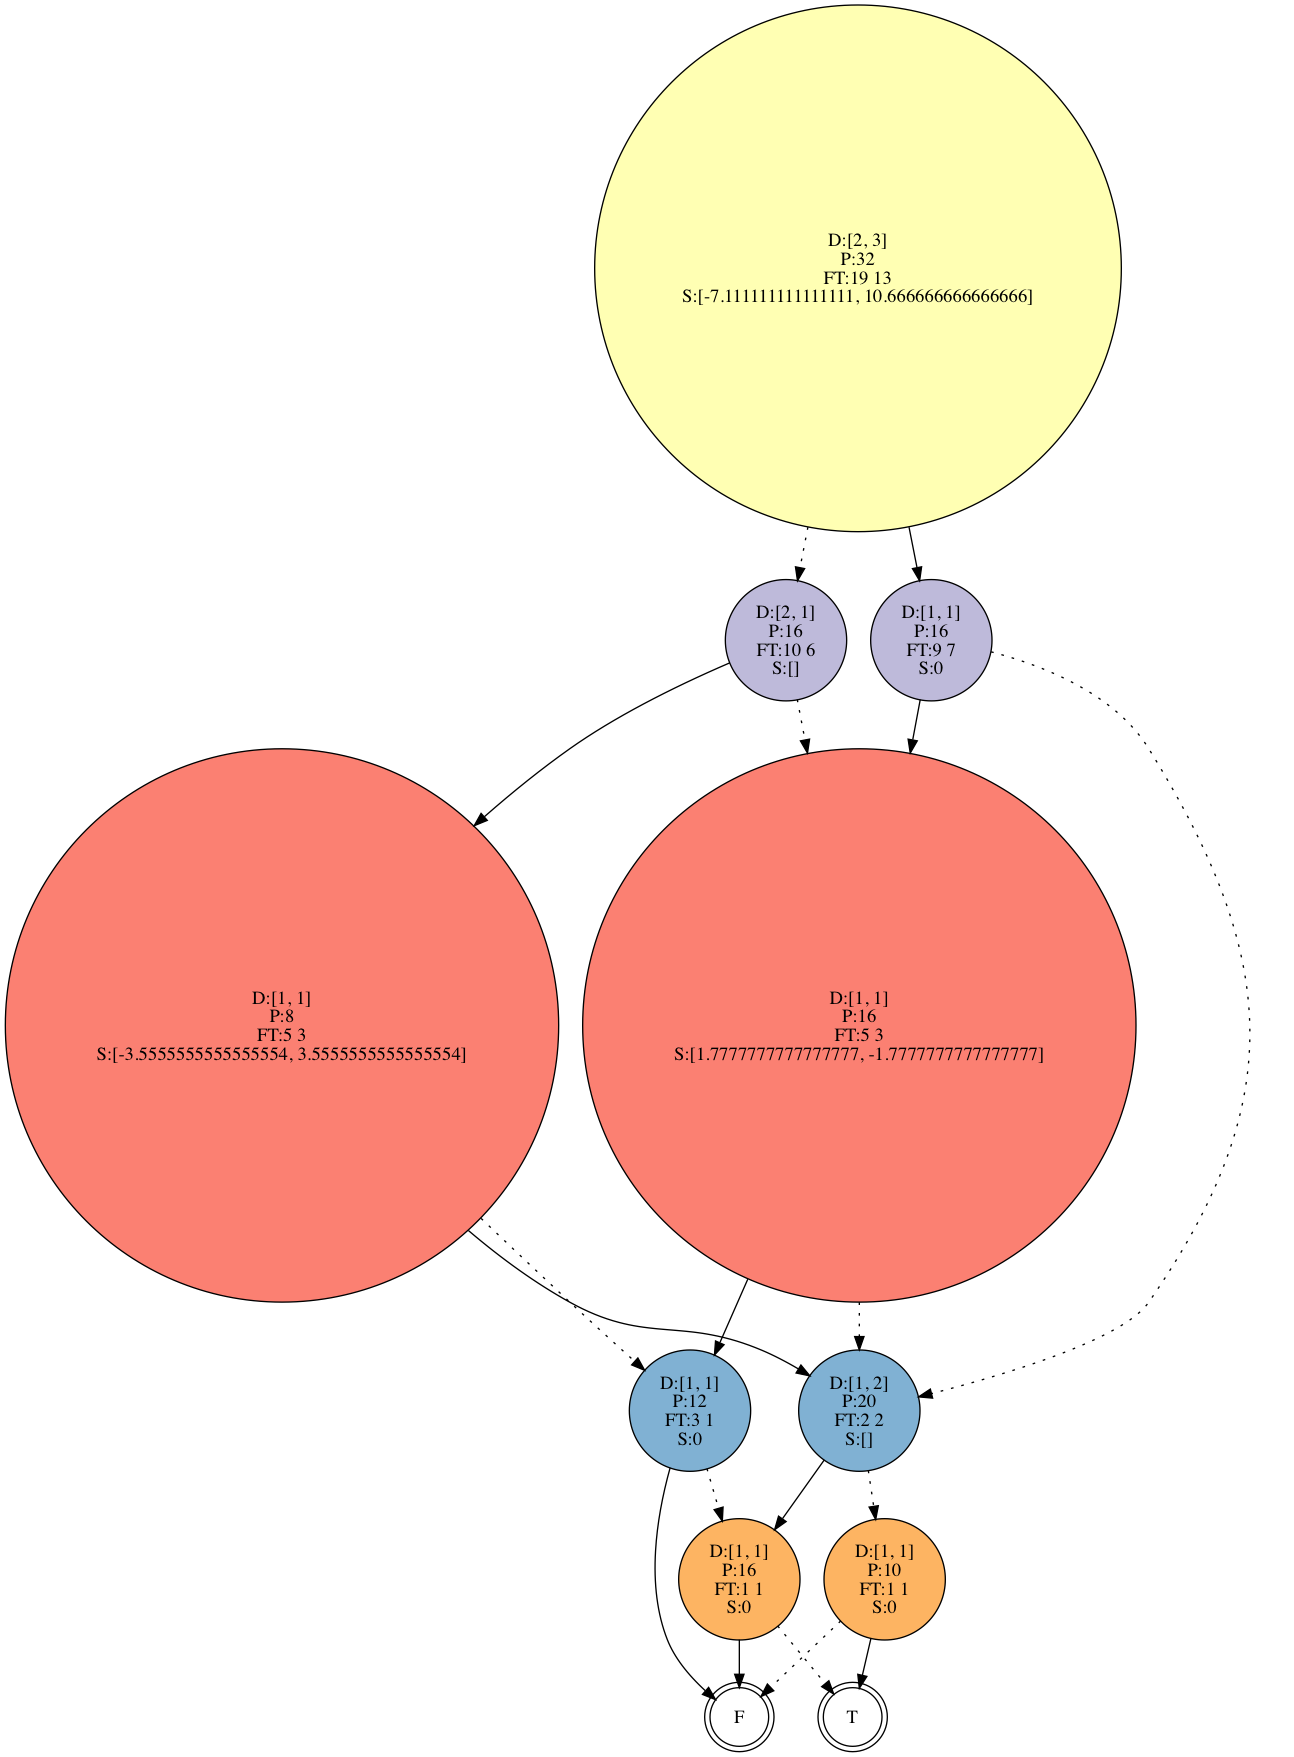 D:[2, 3]
P:32
FT:19 13
S:[-7.111111111111111, 10.666666666666666]
D:[2, 1]
P:16
FT:10 6
S:[]
D:[1, 1]
P:16
FT:9 7
S:0
D:[1, 1]
P:8
FT:5 3
S:[-3.5555555555555554, 3.5555555555555554]
D:[1, 1]
P:16
FT:5 3
S:[1.7777777777777777, -1.7777777777777777]
D:[1, 1]
P:12
FT:3 1
S:0
D:[1, 2]
P:20
FT:2 2
S:[]
D:[1, 1]
P:16
FT:1 1
S:0
D:[1, 1]
P:10
FT:1 1
S:0
F
T